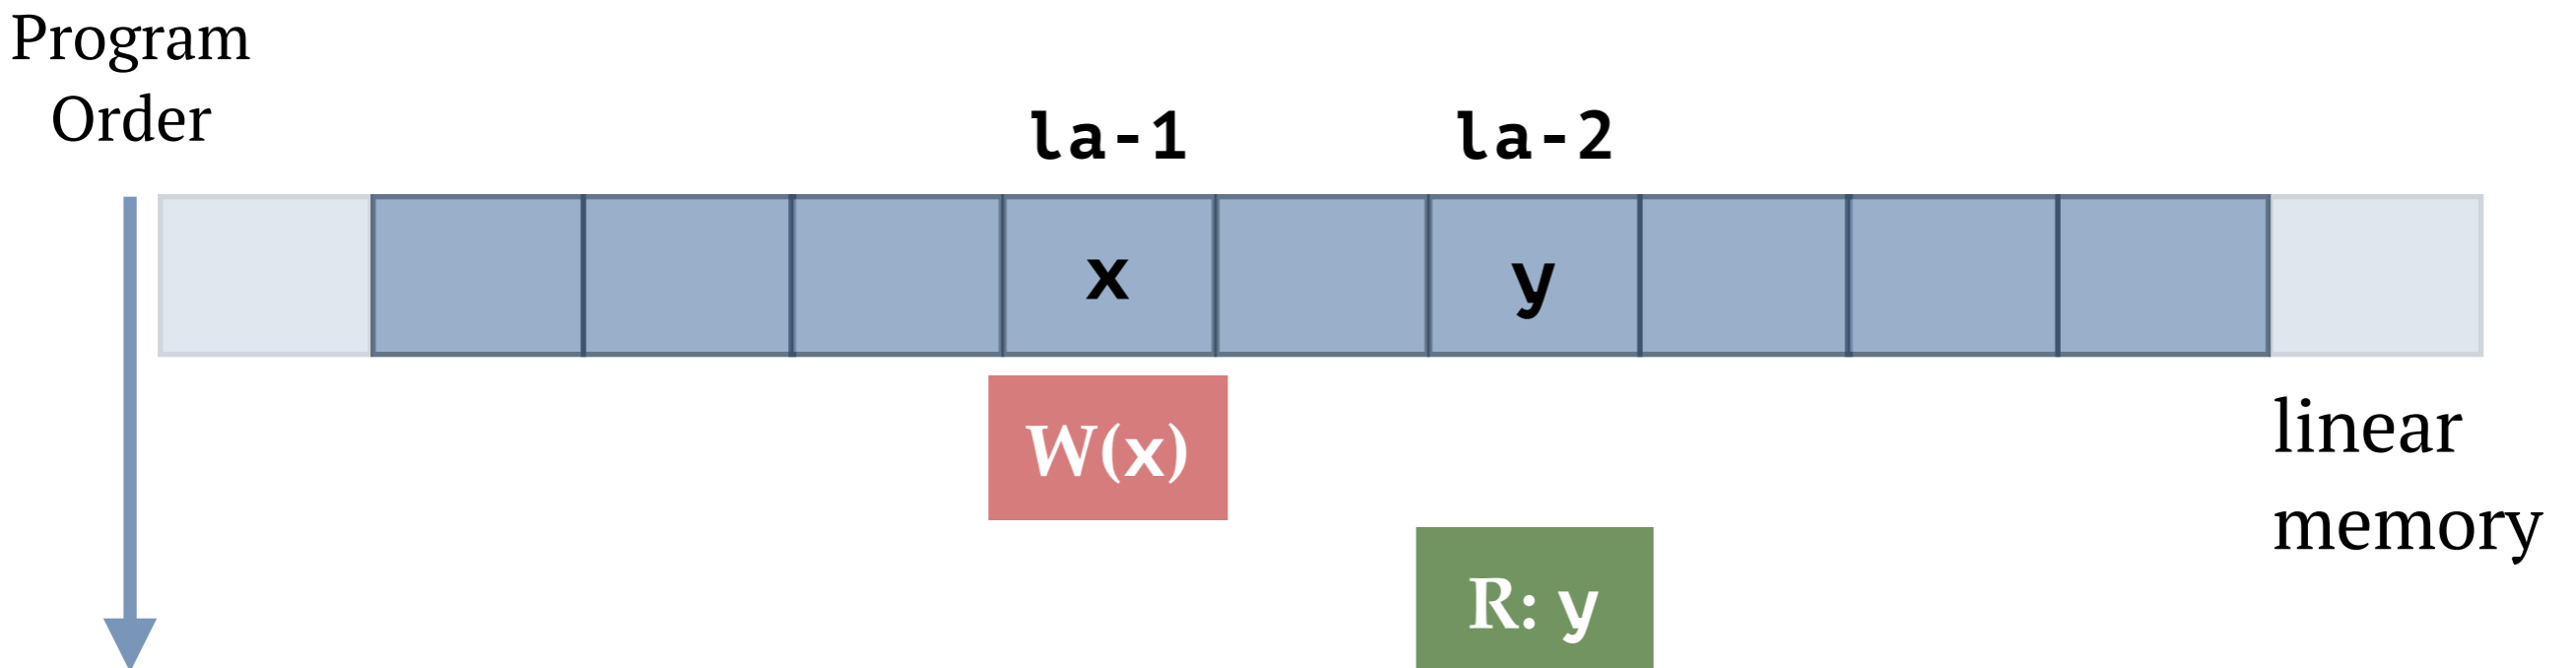 Program
Order
la-1
la-2
x
y
W(x)
R: y
linear
memory